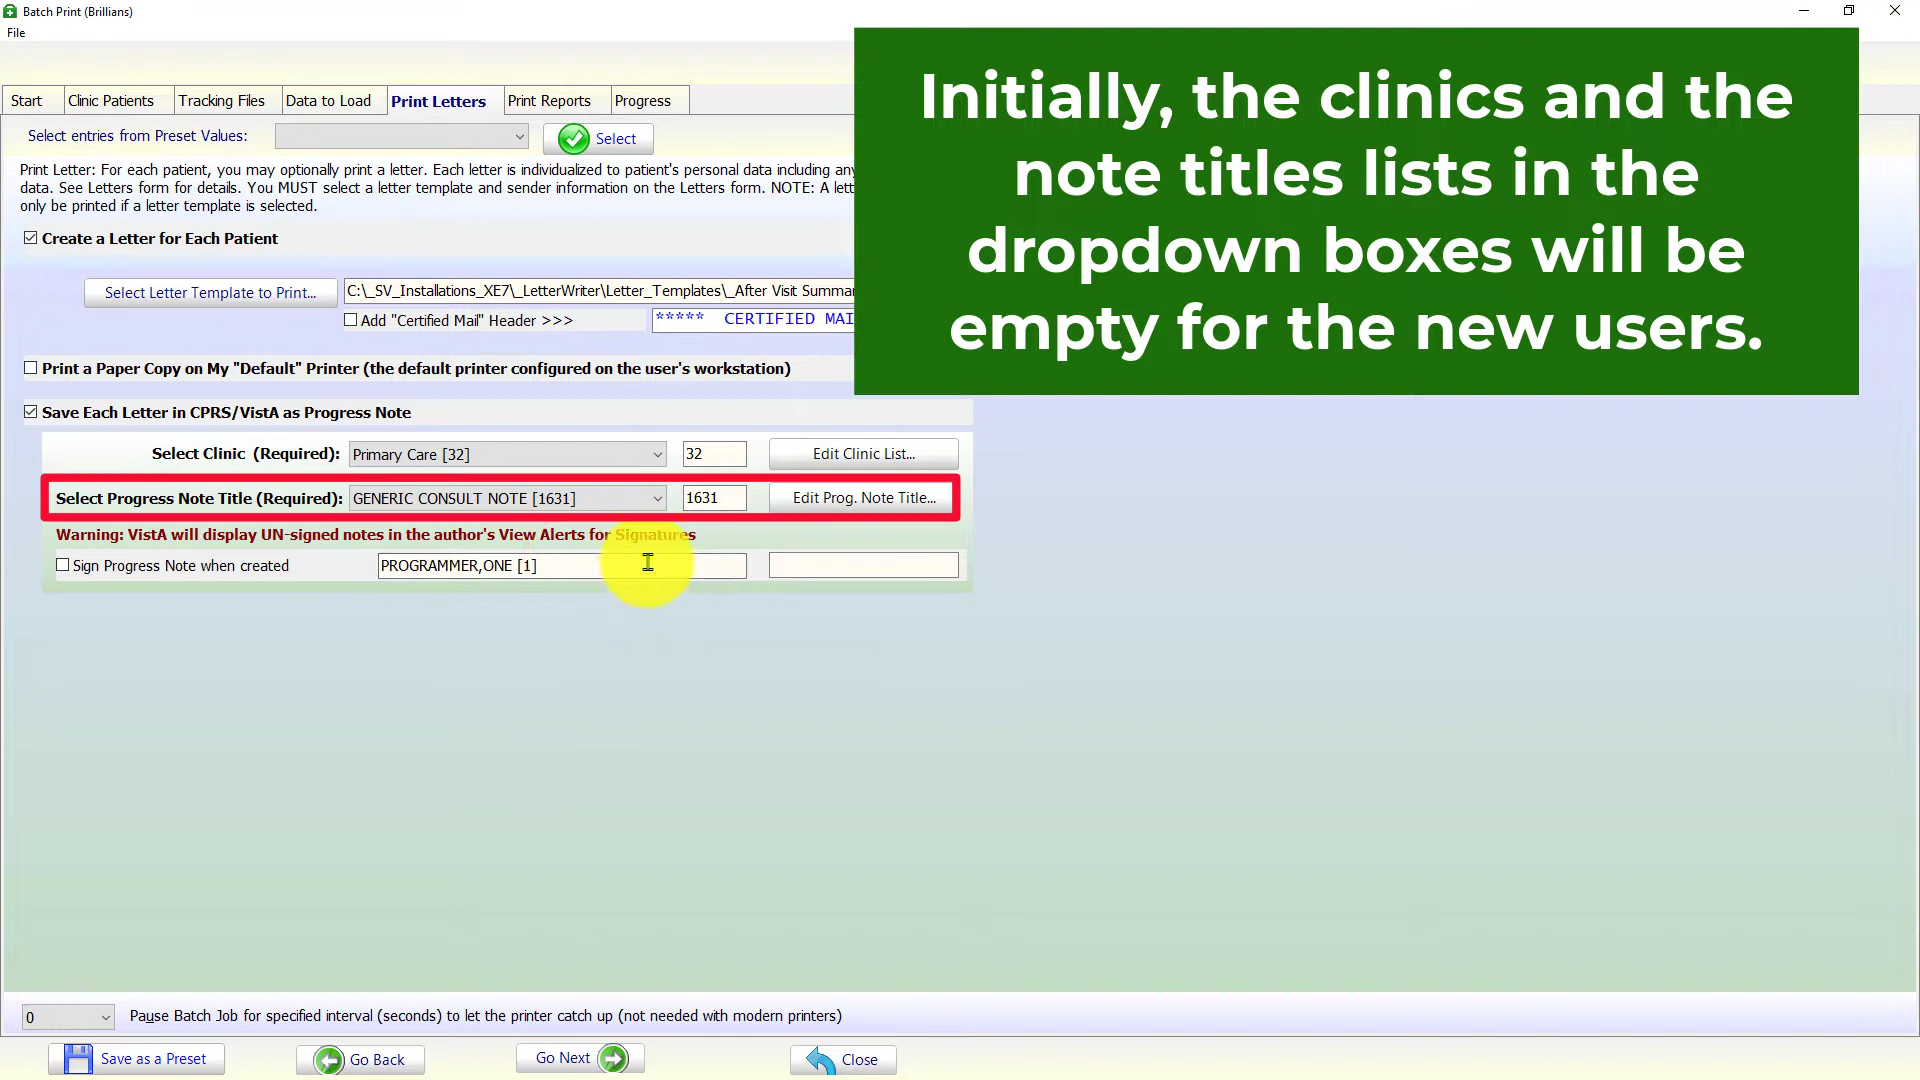 Batch Print (Brillians)
File
Initially, the clinics and the
note titles lists in the
dropdown boxes will be
empty for the new users.
Start
Clinic Patients
Tracking Files
Data to Load
Print Letters
Print Reports
Progress
Select entries from Preset Values:
Select
Print Letter: For each patient, you may optionally print a letter. Each letter is individualized to patient's personal data including any
data. See Letters form for details. You MUST select a letter template and sender information on the Letters form. NOTE: A lett
only be printed if a letter template is selected.
Create a Letter for Each Patient
Select Letter Template to Print...
C:\_SV_Installations_XE7\_LetterWriter\Letter_Templates\_After Visit Summar
Add "Certified Mail" Header >>>
***** CERTIFIED MAI
Print a Paper Copy on My "Default" Printer (the default printer configured on the user's workstation)
Save Each Letter in CPRS/VistA as Progress Note
Select Clinic (Required):
Primary Care [32]
32
Edit Clinic List...
Select Progress Note Title (Required):
GENERIC CONSULT NOTE [1631]
1631
Edit Prog. Note Title...
Warning: VistA will display UN-signed notes in the author's View Alerts for Signatures
Sign Progress Note when created
PROGRAMMER,ONE [1]
0
Pause Batch Job for specified interval (seconds) to let the printer catch up (not needed with modern printers)
Save as a Preset
Go Back
Go Next
Close